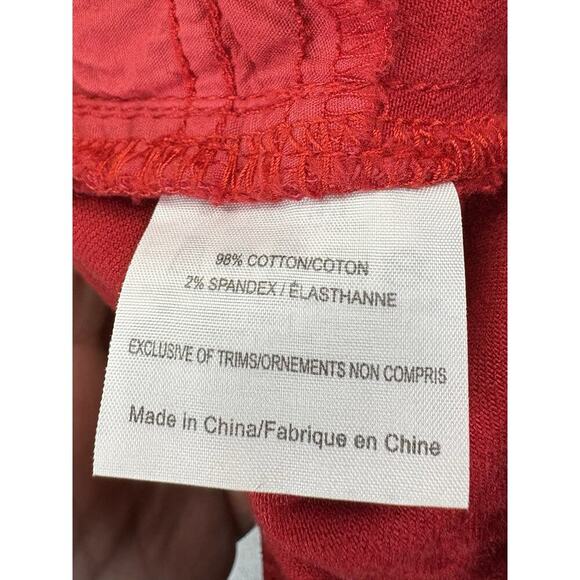 98% COTTON/COTON
2% SPANDEX / ÉLASTHANNE
EXCLUSIVE OF TRIMS/ORNEMENTS NON COMPRIS
Made in China/Fabrique en Chine